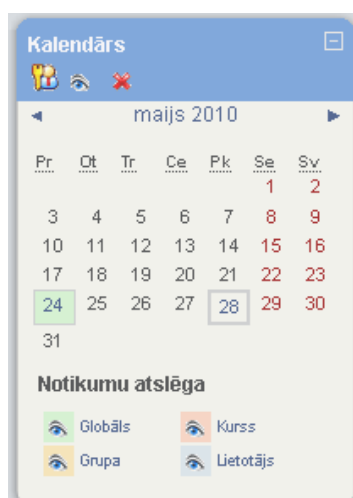 Kalendārs
maijs 2010
Pr Ot Tr Ce Pk Se Sv
1 2
3 4 5 6 7 8 9
10 11 12 13 14 15 16
17 18 19 20 21 22 23
24 25 26 27 28 29 30
31
Notikumu atslēga
Globāls Kurss
Grupa Lietotājs